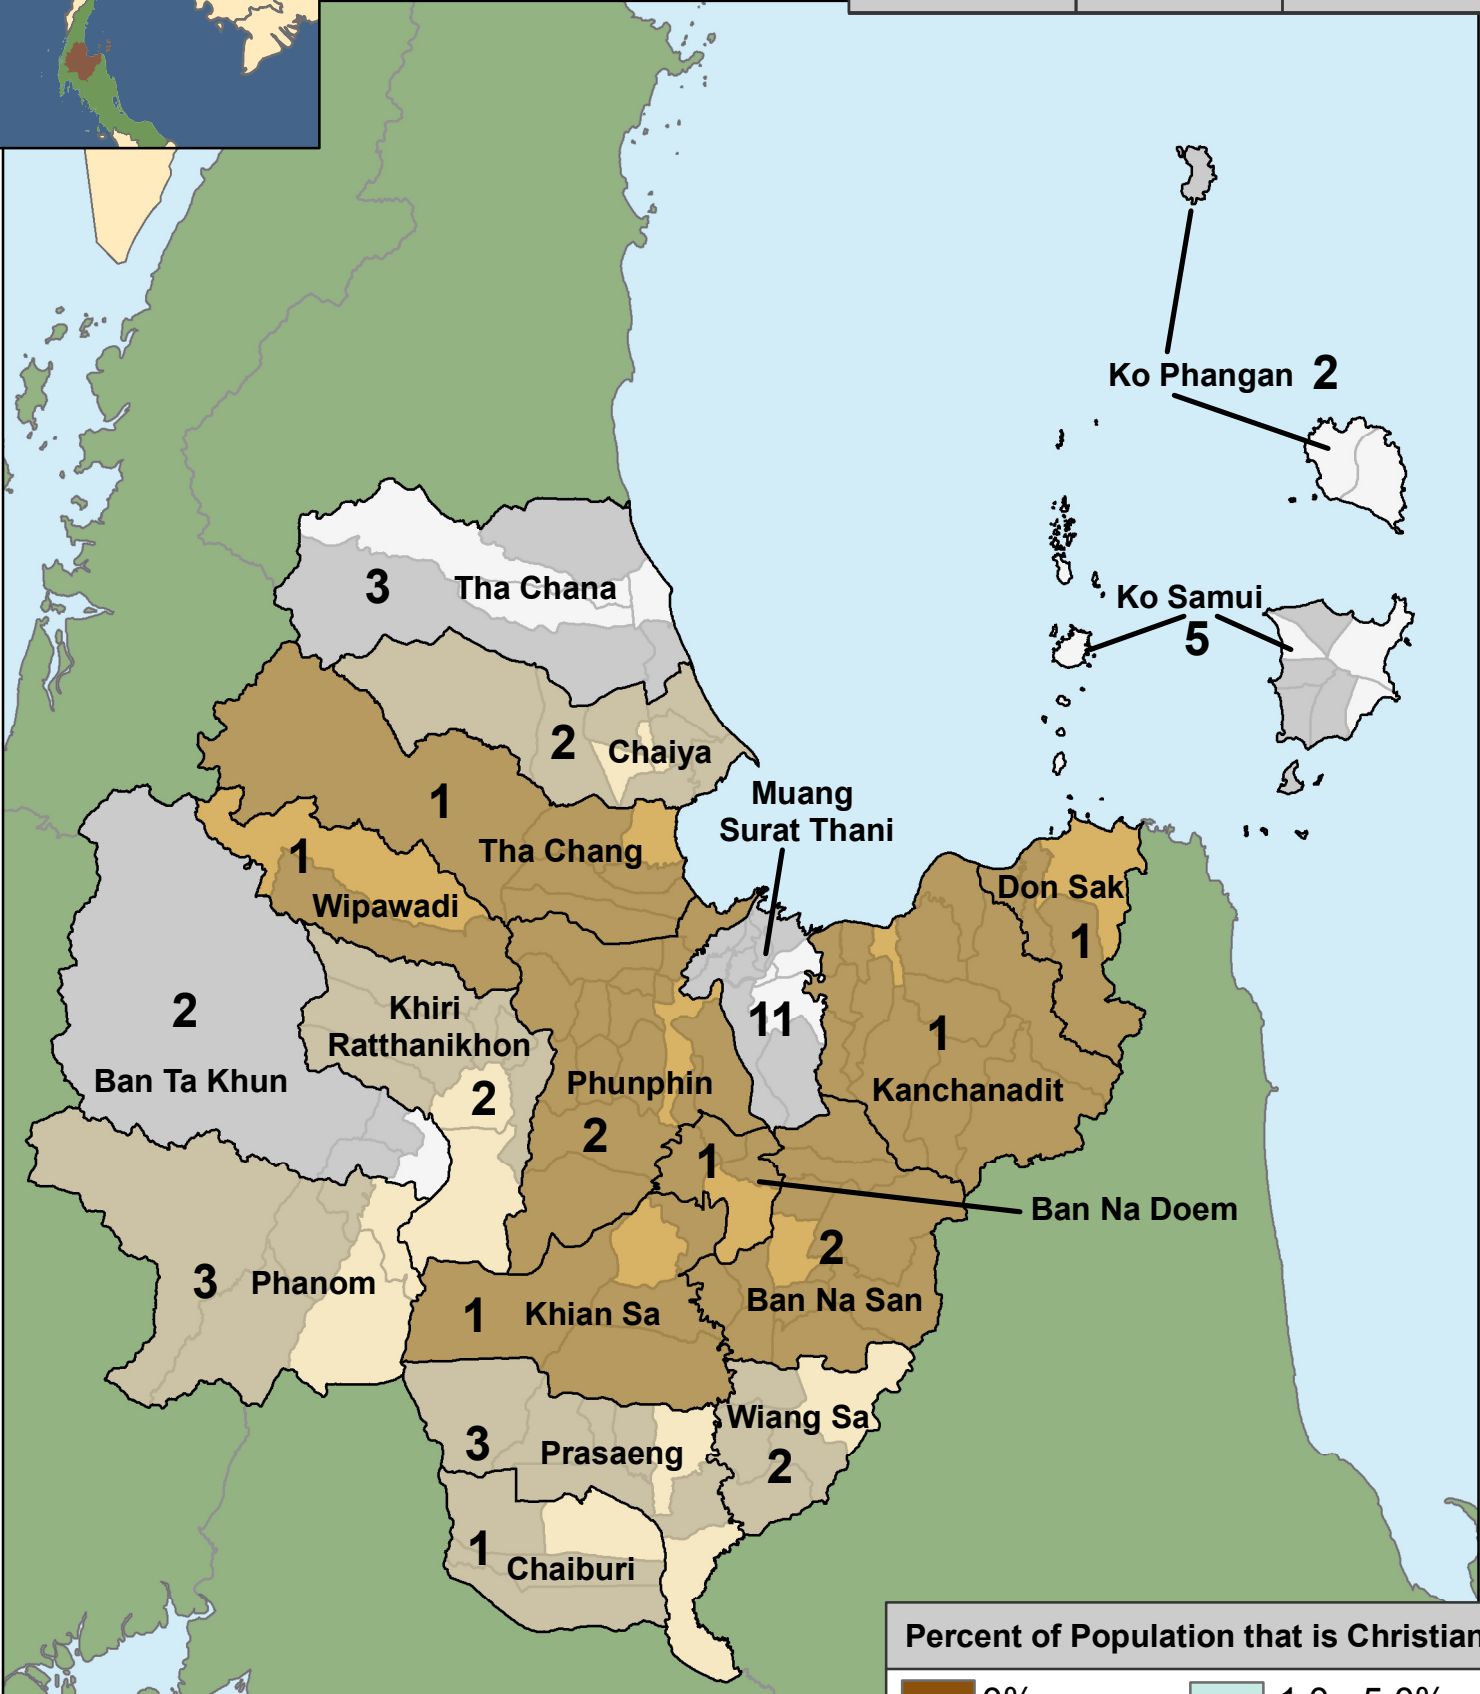 Ko Phangan 2
3 Tha Chana
Ko Samui
5
2 Chaiya
Muang
Surat Thani
1
Tha Chang
1
Wipawadi
Don Sak
1
2
Ban Ta Khun
Khiri
Ratthanikhon
2
11
1
Kanchanadit
Phunphin
2
1
Ban Na Doem
2
Ban Na San
3 Phanom
1 Khian Sa
Wiang Sa
2
3
Prasaeng
1
Chaiburi
Percent of Population that is Christian